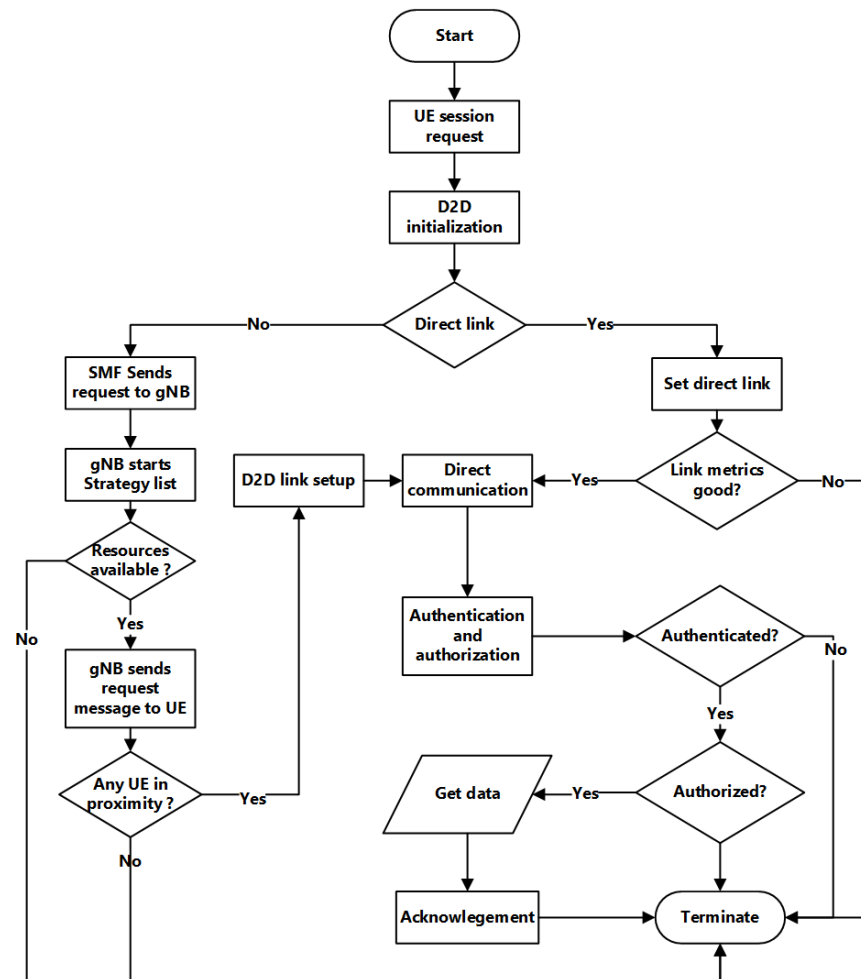 Start
UE session
request
D2D
initialization
Direct link
No
Yes
SMF Sends
request to gNB
Set direct link
gNB starts
Strategy list
D2D link setup
Direct
communication
Yes
Link metrics
good?
No
Resources
available ?
No
Yes
Authentication
and
authorization
Authenticated?
No
Yes
gNB sends
request
message to UE
Any UE in
proximity ?
Yes
No
Get data
Yes
Authorized?
Acknowlegement
Terminate